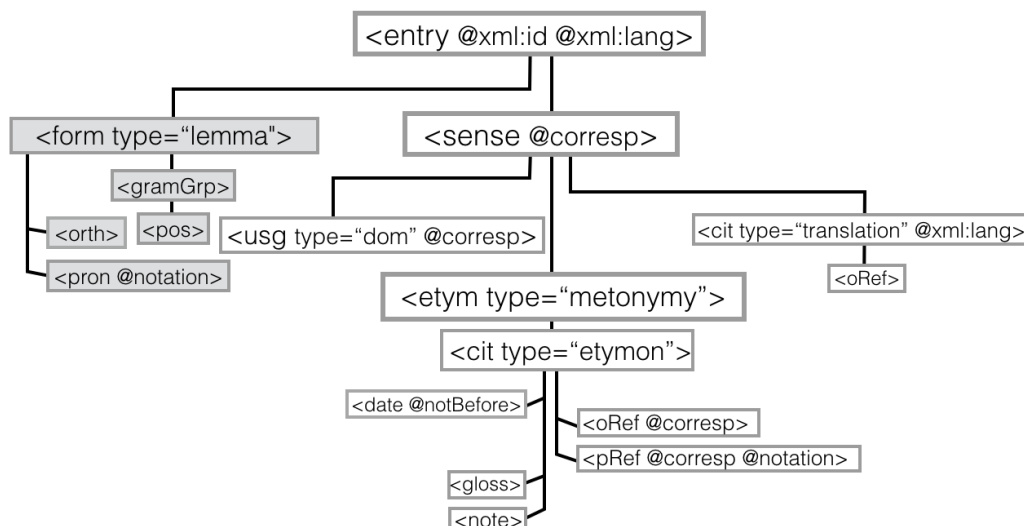 <entry @xml:id @xml:lang>
<form type=“lemma">
<sense @corresp>
<gramGrp>
<orth>
<pos>
<pron @notation>
<usg type=“dom” @corresp>
<cit type=“translation” @xml:lang>
<oRef>
<etym type=“metonymy”>
<cit type=“etymon”>
<date @notBefore>
<oRef @corresp>
<pRef @corresp @notation>
<gloss>
<note>